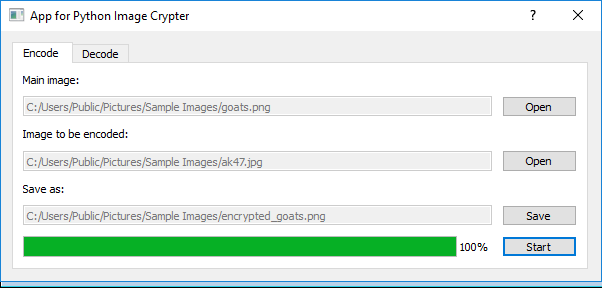 App for Python Image Crypter
Encode Decode
Main image:
C:/Users/Public/Pictures/Sample Images/goats.png Open
Image to be encoded:
C:/Users/Public/Pictures/Sample Images/ak47.jpg Open
Save as:
C:/Users/Public/Pictures/Sample Images/encrypted_goats.png Save
100% Start